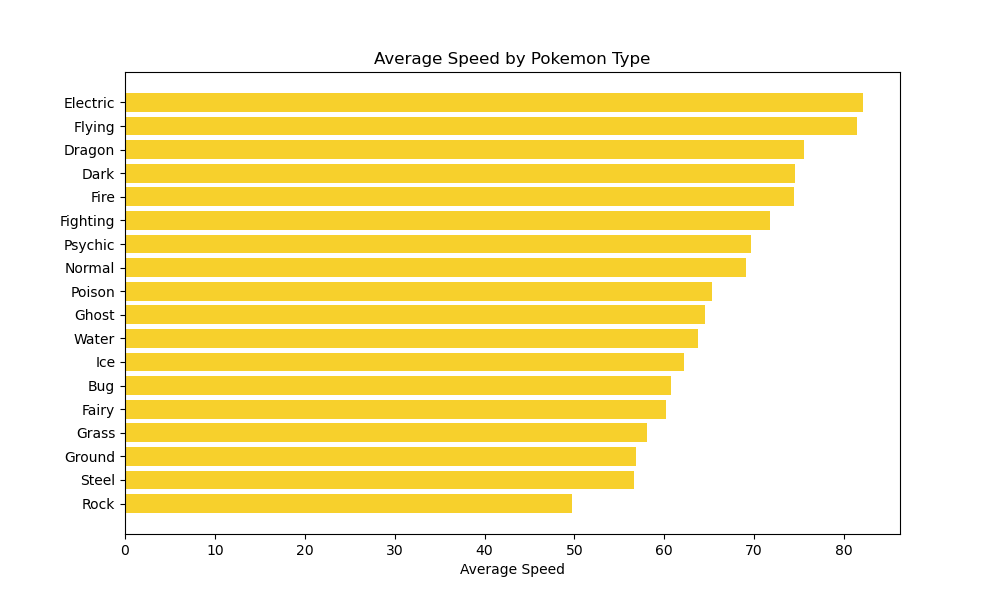 Average Speed by Pokemon Type
Electric
Flying
Dragon
Dark
Fire
Fighting
Psychic
Normal
Poison
Ghost
Water
Ice
Bug
Fairy
Grass
Ground
Steel
Rock
0 10 20 30 40 50 60 70 80
Average Speed